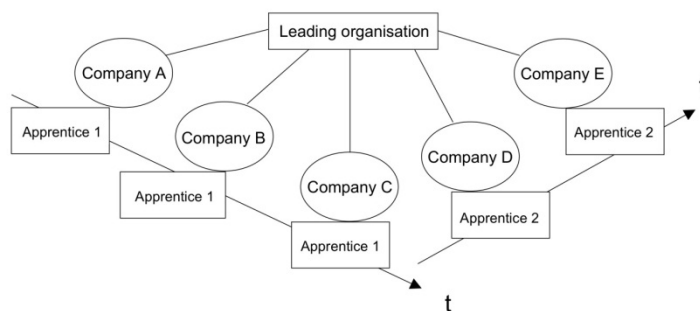 Leading organisation
Company A
Company E
Apprentice 1
Company B
Apprentice 2
Company D
Apprentice 1
Company C
Apprentice 2
Apprentice 1
t